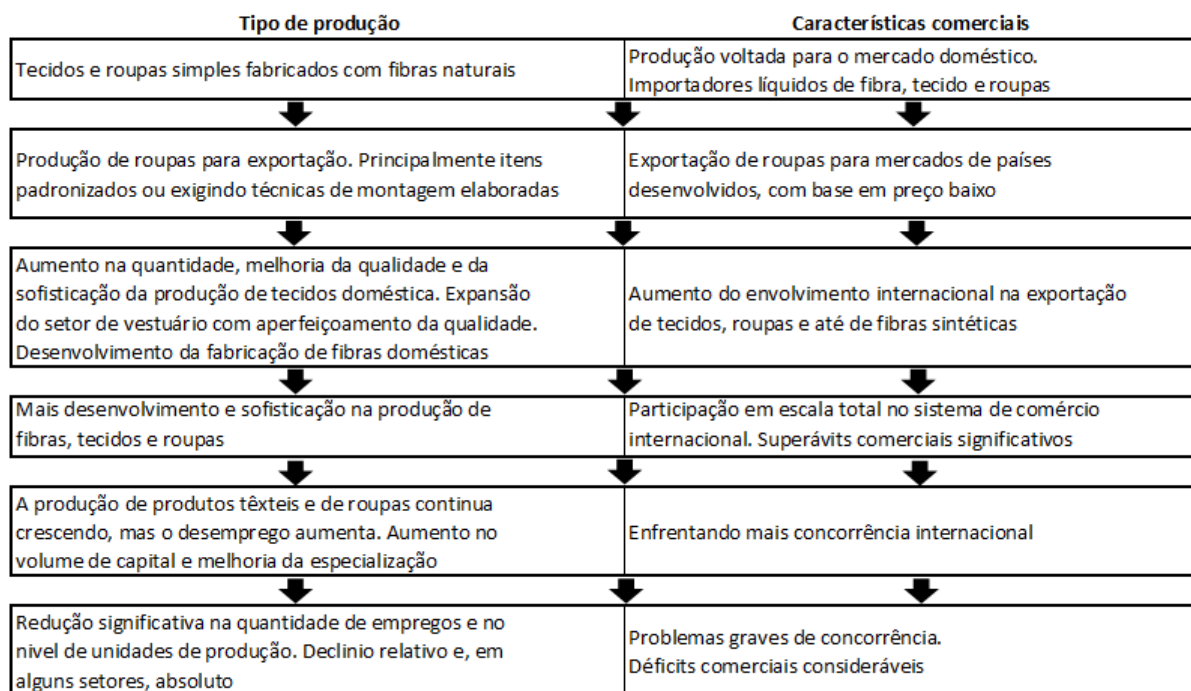 Tipo de produção
Características comerciais
Tecidos e roupas simples fabricados com fibras naturais
Produção voltada para o mercado doméstico.
Importadores líquidos de fibra, tecido e roupas
Produção de roupas para exportação. Principalmente itens
padronizados ou exigindo técnicas de montagem elaboradas
Exportação de roupas para mercados de países
desenvolvidos, com base em preço baixo
Aumento na quantidade, melhoria da qualidade e da
sofisticação da produção de tecidos doméstica. Expansão
do setor de vestuário com aperfeiçoamento da qualidade.
Desenvolvimento da fabricação de fibras domésticas
Aumento do envolvimento internacional na exportação
de tecidos, roupas e até de fibras sintéticas
Mais desenvolvimento e sofisticação na produção de
fibras, tecidos e roupas
Participação em escala total no sistema de comércio
internacional. Superávits comerciais significativos
A produção de produtos têxteis e de roupas continua
crescendo, mas o desemprego aumenta. Aumento no
volume de capital e melhoria da especialização
Enfrentando mais concorrência internacional
Redução significativa na quantidade de empregos e no
nivel de unidades de produção. Declinio relativo e, em
alguns setores, absoluto
Problemas graves de concorrência.
Déficits comerciais consideráveis